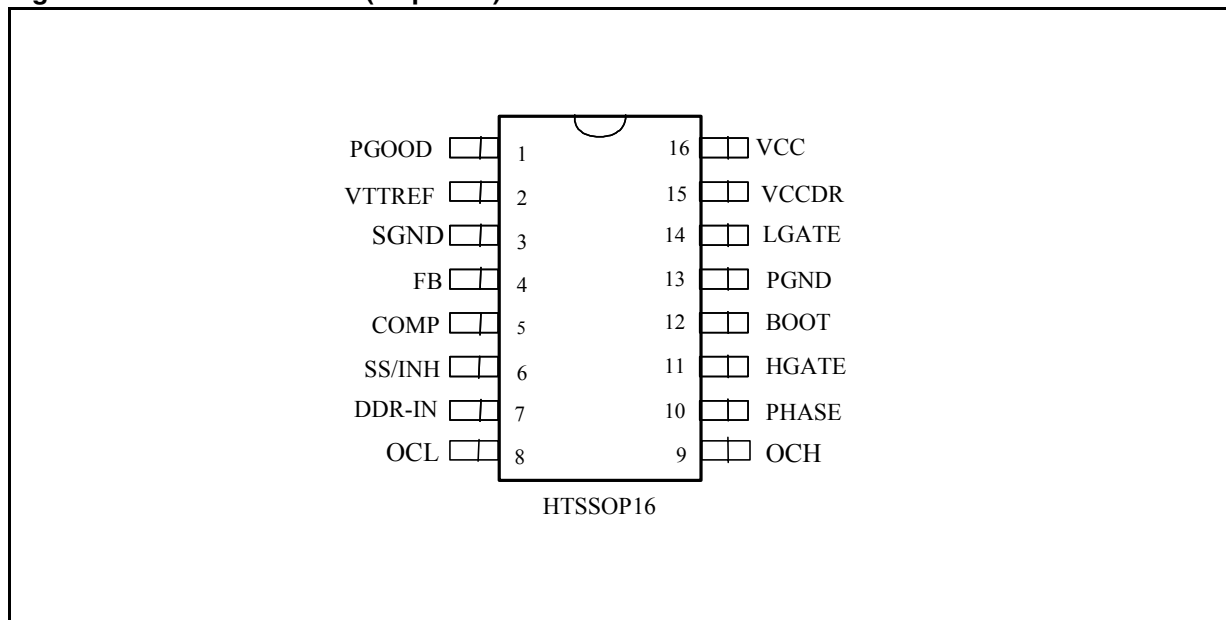 PGOOD 1 16 VCC
VTTREF 2 15 VCCDR
SGND 3 14 LGATE
FB 4 13 PGND
COMP 5 12 BOOT
SS/INH 6 11 HGATE
DDR-IN 7 10 PHASE
OCL 8 9 OCH
HTSSOP16